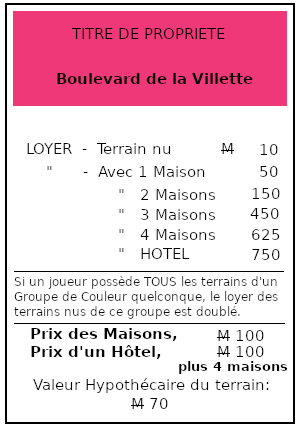 TITRE DE PROPRIETE
Boulevard de la Villette
LOYER - Terrain nu M 10
" - Avec 1 Maison 50
" 2 Maisons 150
" 3 Maisons 450
" 4 Maisons 625
" HOTEL 750
Si un joueur possède TOUS les terrains d'un
Groupe de Couleur quelconque, le loyer des
terrains nus de ce groupe est doublé.
Prix des Maisons, M 100
Prix d'un Hôtel, M 100
plus 4 maisons
Valeur Hypothécaire du terrain:
M 70